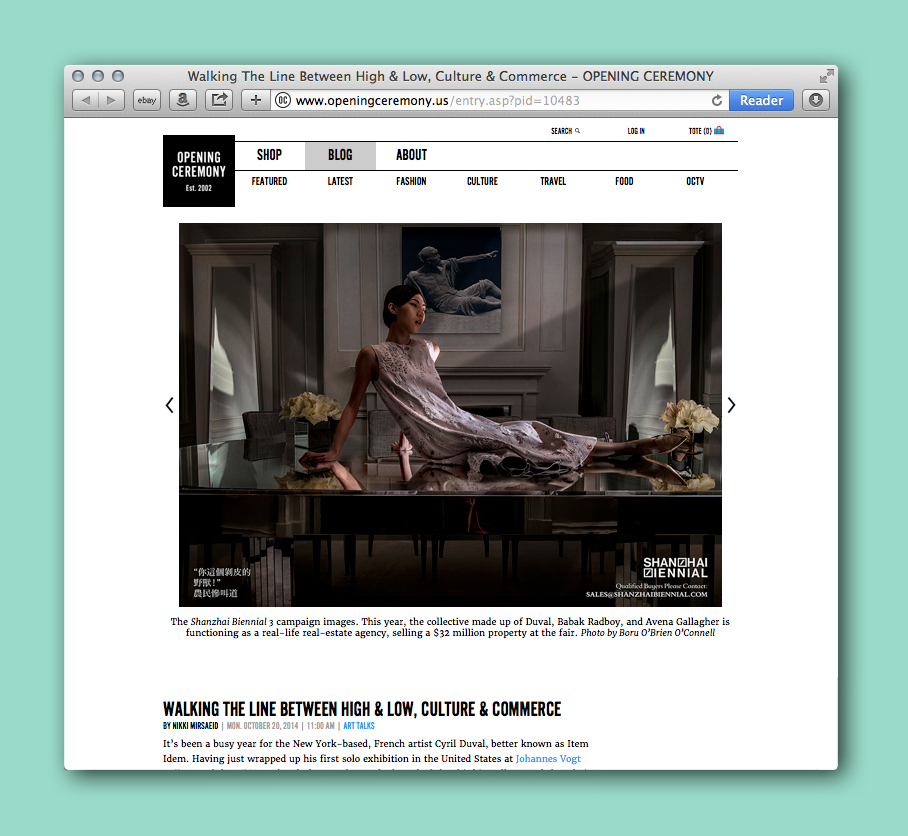 Walking The Line Between High & Low, Culture & Commerce – OPENING CEREMONY
ebay
a
OC www.openingceremony.us/entry.asp?pid=10483
Reader
SEARCH
LOG IN
TOTE (0)
OPENING
CEREMONY
Est. 2002
SHOP
BLOG
ABOUT
FEATURED
LATEST
FASHION
CULTURE
TRAVEL
FOOD
OCTV
“你這個剝皮的
野獸！”
農民慘叫道
SHANZHAI
BIENNIAL
Qualified Buyers Please Contact:
SALES@SHANZHAIBIENNIAL.COM
The Shanzhai Biennial 3 campaign images. This year, the collective made up of Duval, Babak Radboy, and Avena Gallagher is
functioning as a real-life real-estate agency, selling a $32 million property at the fair. Photo by Boru O'Brien O'Connell
WALKING THE LINE BETWEEN HIGH & LOW, CULTURE & COMMERCE
BY NIKKI MIRSAEID | MON. OCTOBER 20, 2014 | 11:00 AM | ART TALKS
It's been a busy year for the New York-based, French artist Cyril Duval, better known as Item
Idem. Having just wrapped up his first solo exhibition in the United States at Johannes Vogt